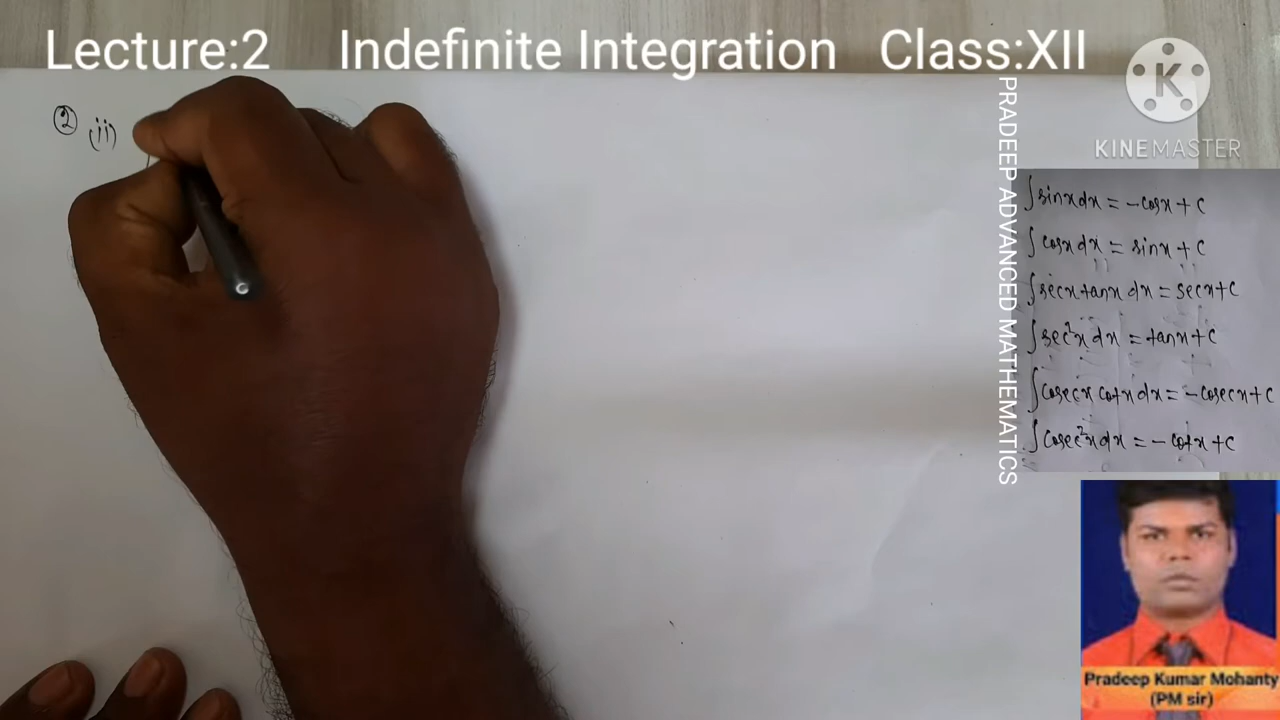 Lecture:2 Indefinite Integration Class:XII
K
KINEMASTER
② (ii)
PRADEEP ADVANCED MATHEMATICS
∫sinx dx = -cosx + c
∫cosx dx = sinx + c
∫secx tanx dx = secx + c
∫sec²x dx = tanx + c
∫cosecx cotx dx = -cosecx + c
∫cosec²x dx = -cotx + c
Pradeep Kumar Mohanty
(PM sir)